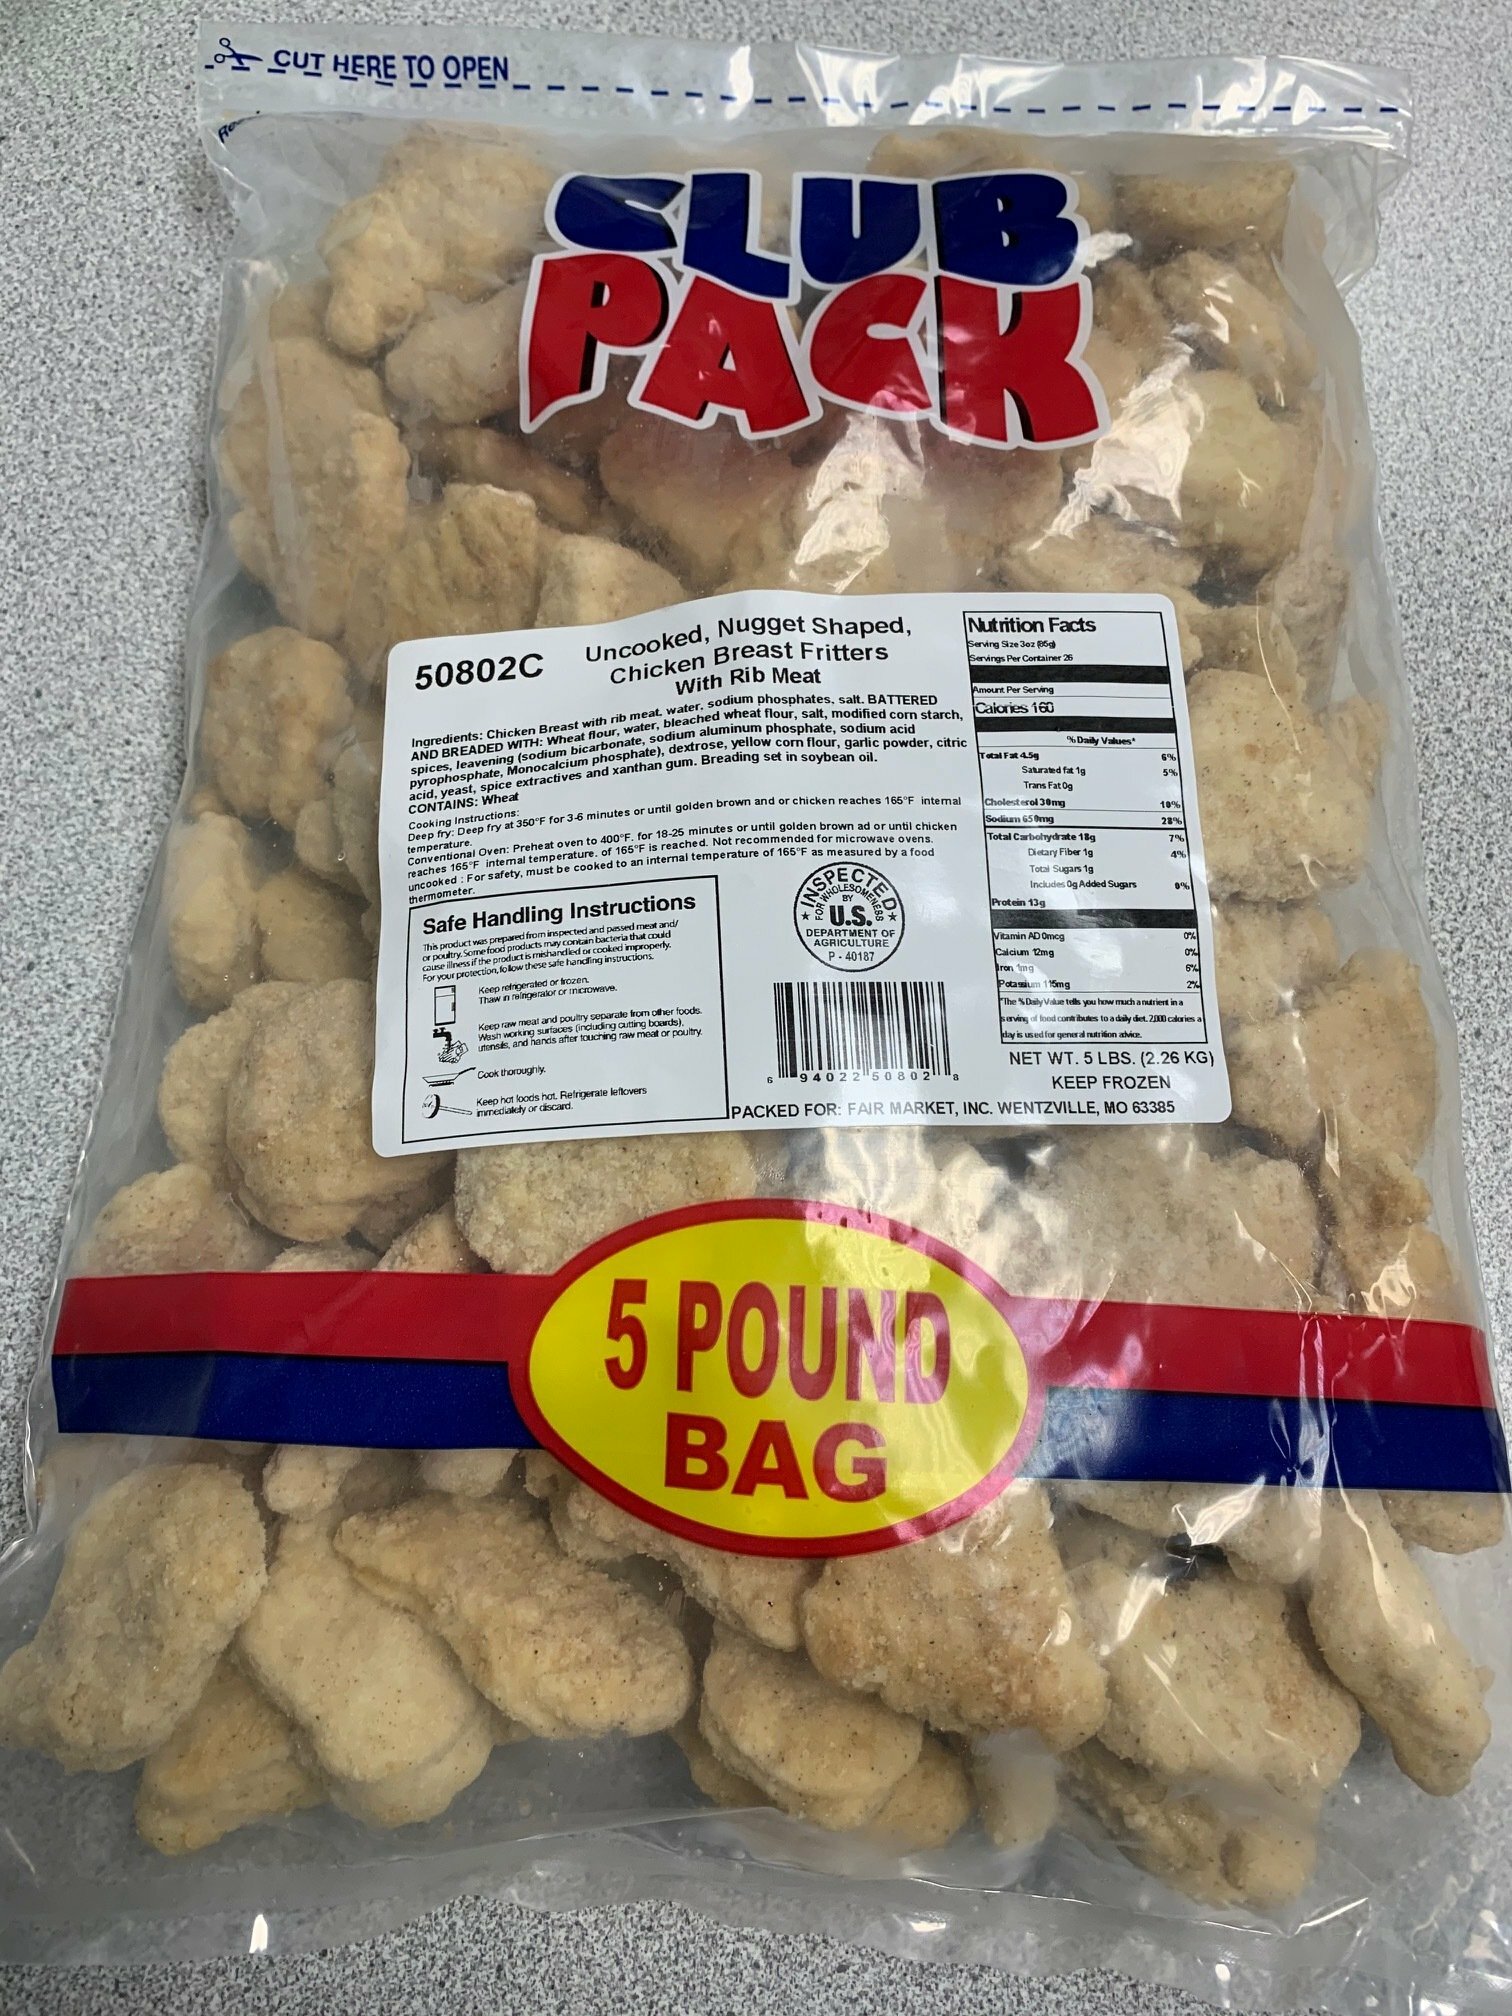 CUT HERE TO OPEN
CLUB
PACK
50802C
Uncooked, Nugget Shaped,
Chicken Breast Fritters
With Rib Meat
Ingredients: Chicken Breast with rib meat, water, sodium phosphates, salt. BATTERED
AND BREADED WITH: Wheat flour, water, bleached wheat flour, salt, modified corn starch,
spices, leavening (sodium bicarbonate, sodium aluminum phosphate, sodium acid
pyrophosphate, Monocalcium phosphate), dextrose, yellow corn flour, garlic powder, citric
acid, yeast, spice extractives and xanthan gum. Breading set in soybean oil.
CONTAINS: Wheat
Cooking Instructions:
Deep fry: Deep fry at 350°F for 3-6 minutes or until golden brown and or chicken reaches 165°F internal
temperature.
Conventional Oven: Preheat oven to 400°F. for 18-25 minutes or until golden brown ad or until chicken
reaches 165°F internal temperature. of 165°F is reached. Not recommended for microwave ovens.
uncooked : For safety, must be cooked to an internal temperature of 165°F as measured by a food
thermometer.
Safe Handling Instructions
This product was prepared from inspected and passed meat and/
or poultry. Some food products may contain bacteria that could
cause illness if the product is mishandled or cooked improperly.
For your protection, follow these safe handling instructions.
Keep refrigerated or frozen.
Thaw in refrigerator or microwave.
Keep raw meat and poultry separate from other foods.
Wash working surfaces (including cutting boards),
utensils, and hands after touching raw meat or poultry.
Cook thoroughly.
Keep hot foods hot. Refrigerate leftovers
immediately or discard.
INSPECTED
FOR WHOLESOMENESS
BY
U.S.
DEPARTMENT OF
AGRICULTURE
P - 40187
6 94022 50802 8
Nutrition Facts
Serving Size 3oz (85g)
Servings Per Container 26
Amount Per Serving
Calories 160
% Daily Values*
Total Fat 4.5g 6%
Saturated fat 1g 5%
Trans Fat 0g
Cholesterol 30mg 10%
Sodium 650mg 28%
Total Carbohydrate 18g 7%
Dietary Fiber 1g 4%
Total Sugars 1g
Includes 0g Added Sugars 0%
Protein 13g
Vitamin AD 0mcg 0%
Calcium 12mg 0%
Iron 1mg 6%
Potassium 115mg 2%
*The % Daily Value tells you how much a nutrient in a
serving of food contributes to a daily diet. 2,000 calories a
day is used for general nutrition advice.
NET WT. 5 LBS. (2.26 KG)
KEEP FROZEN
PACKED FOR: FAIR MARKET, INC. WENTZVILLE, MO 63385
5 POUND
BAG